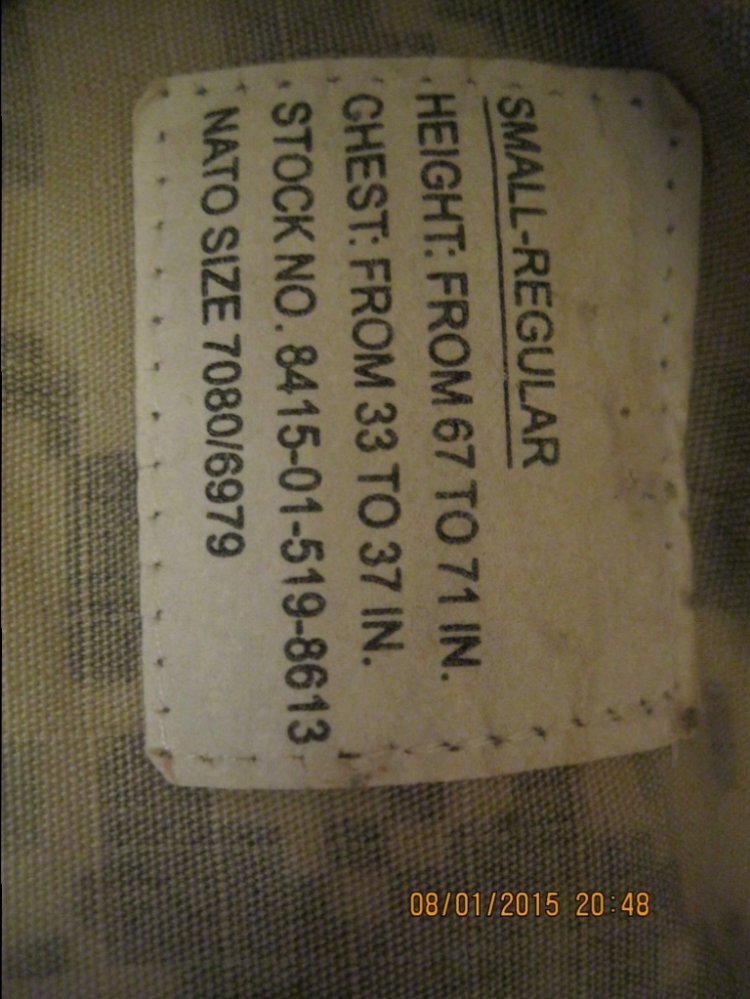 SMALL-REGULAR
HEIGHT: FROM 67 TO 71 IN.
CHEST: FROM 33 TO 37 IN.
STOCK NO. 8415-01-519-8613
NATO SIZE 7080/6979
08/01/2015 20:48